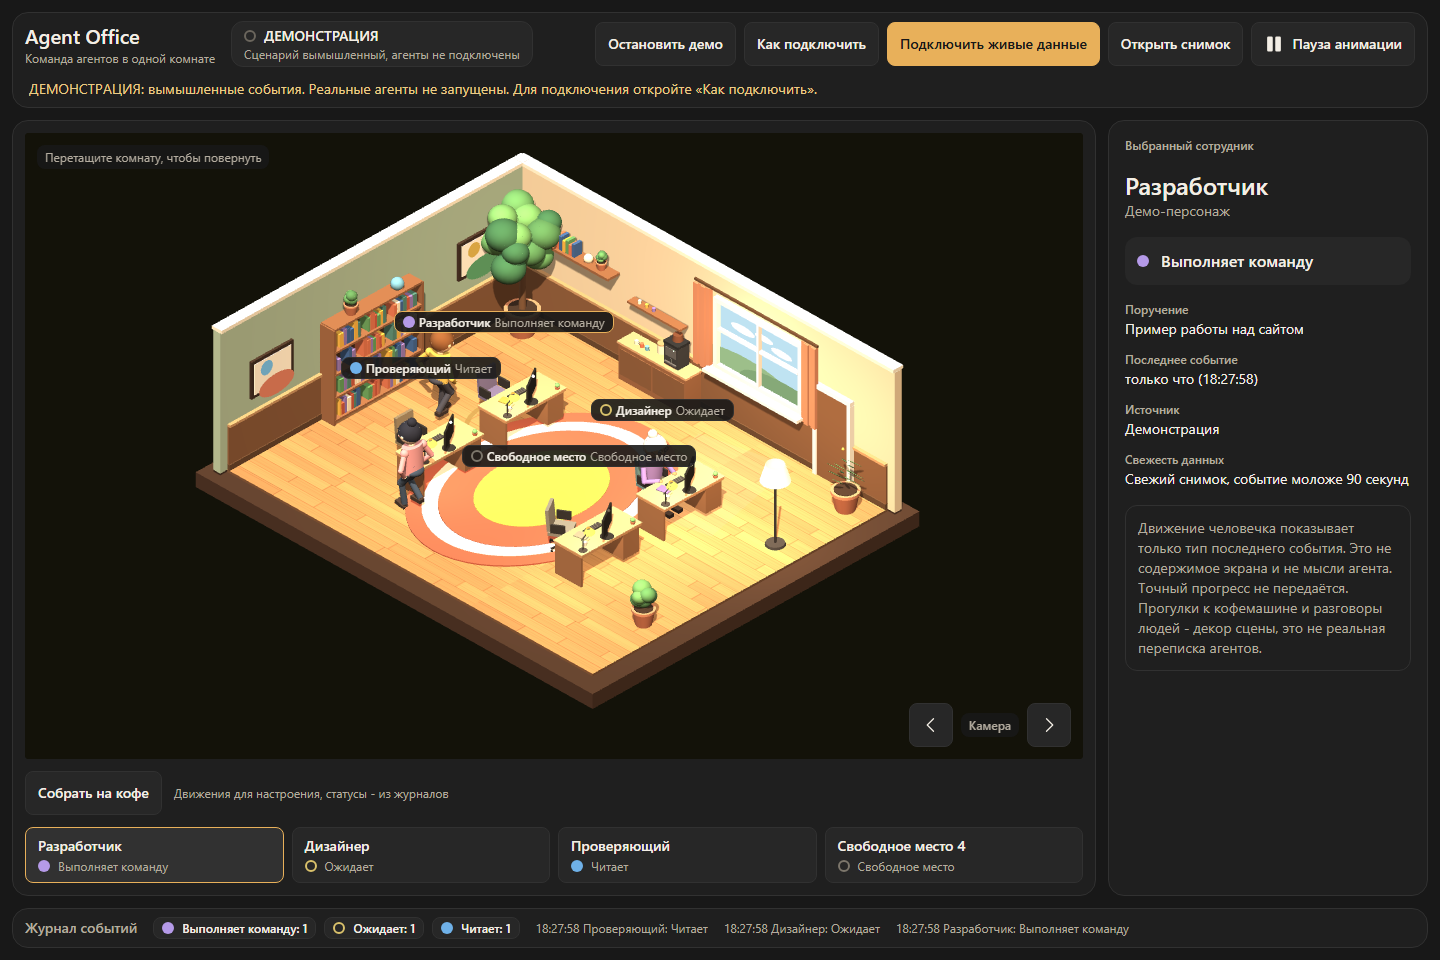 Agent Office
Команда агентов в одной комнате
ДЕМОНСТРАЦИЯ
Сценарий вымышленный, агенты не подключены
Остановить демо
Как подключить
Подключить живые данные
Открыть снимок
Пауза анимации
ДЕМОНСТРАЦИЯ: вымышленные события. Реальные агенты не запущены. Для подключения откройте «Как подключить».
Перетащите комнату, чтобы повернуть
Разработчик Выполняет команду
Проверяющий Читает
Дизайнер Ожидает
Свободное место Свободное место
Камера
Собрать на кофе
Движения для настроения, статусы - из журналов
Разработчик
Выполняет команду
Дизайнер
Ожидает
Проверяющий
Читает
Свободное место 4
Свободное место
Выбранный сотрудник
Разработчик
Демо-персонаж
Выполняет команду
Поручение
Пример работы над сайтом
Последнее событие
только что (18:27:58)
Источник
Демонстрация
Свежесть данных
Свежий снимок, событие моложе 90 секунд
Движение человечка показывает
только тип последнего события. Это не
содержимое экрана и не мысли агента.
Точный прогресс не передаётся.
Прогулки к кофемашине и разговоры
людей - декор сцены, это не реальная
переписка агентов.
Журнал событий
Выполняет команду: 1
Ожидает: 1
Читает: 1
18:27:58 Проверяющий: Читает
18:27:58 Дизайнер: Ожидает
18:27:58 Разработчик: Выполняет команду